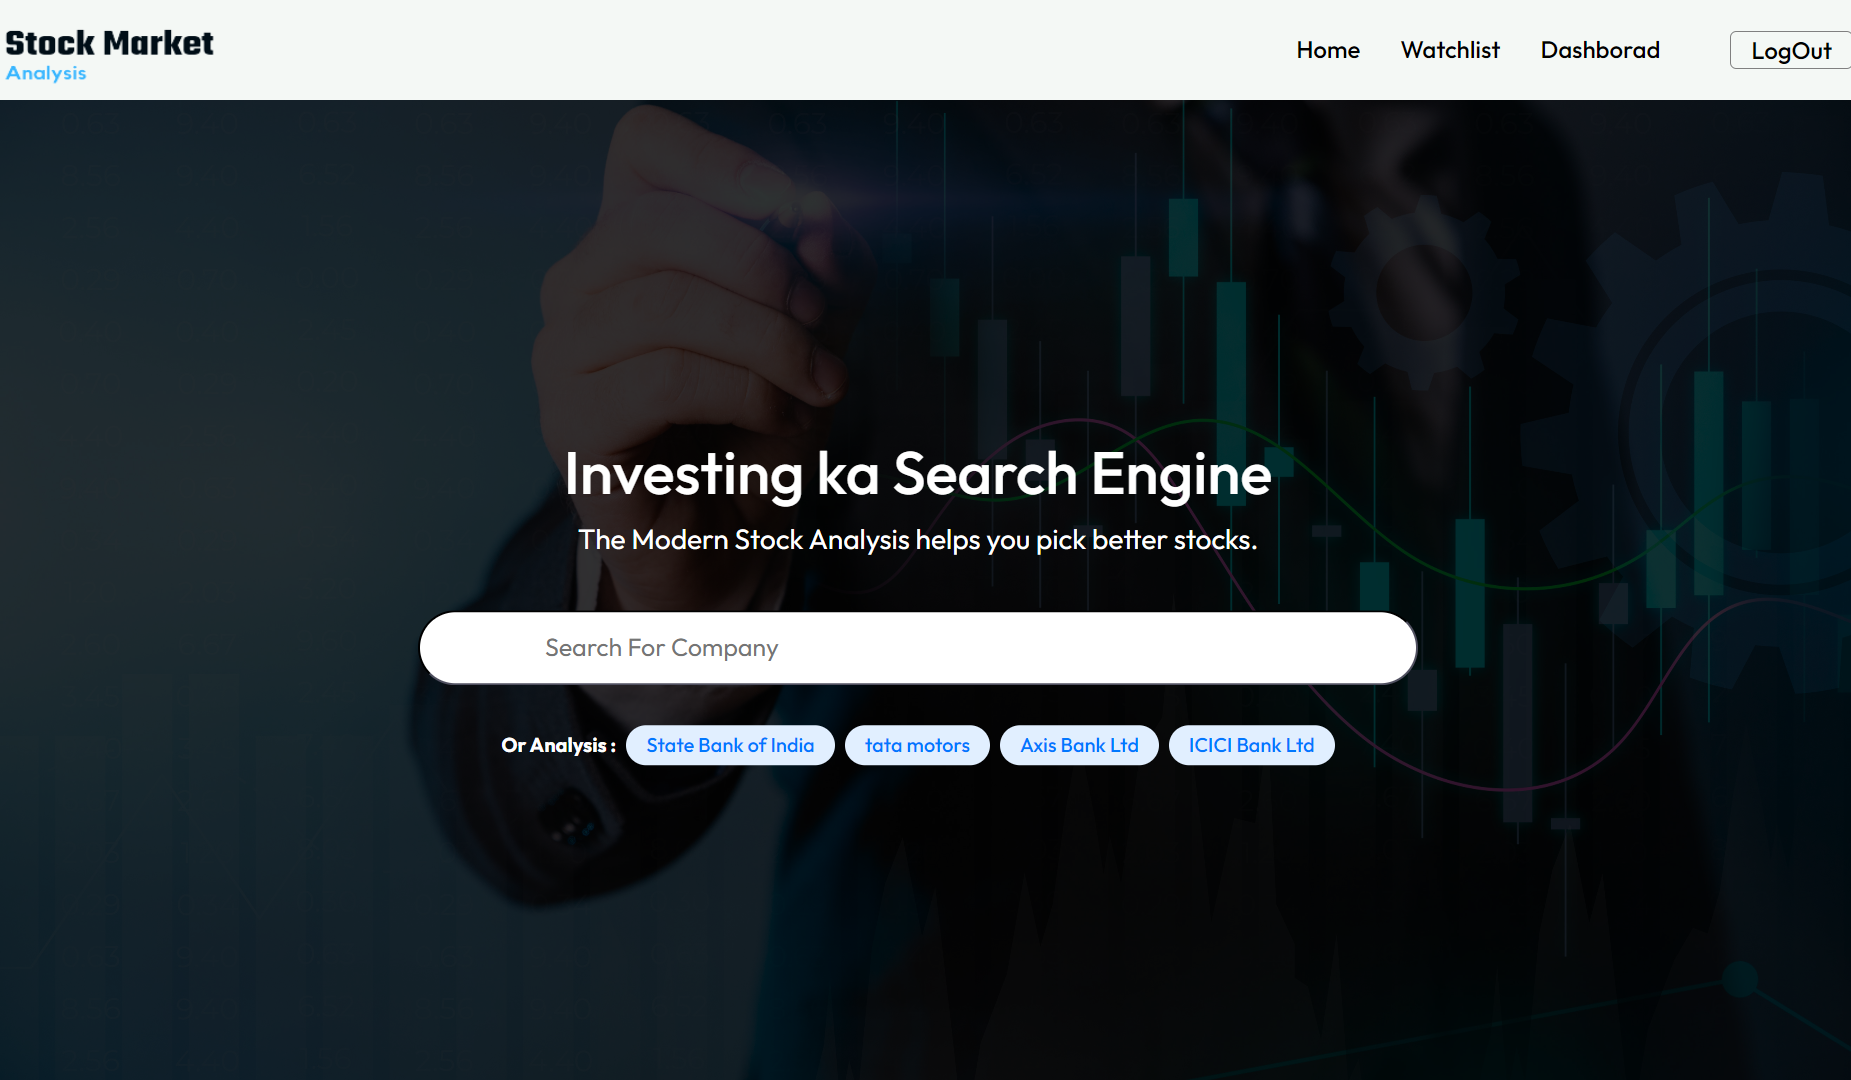 Stock Market
Analysis
Home Watchlist Dashborad LogOut
Investing ka Search Engine
The Modern Stock Analysis helps you pick better stocks.
Search For Company
Or Analysis : State Bank of India tata motors Axis Bank Ltd ICICI Bank Ltd